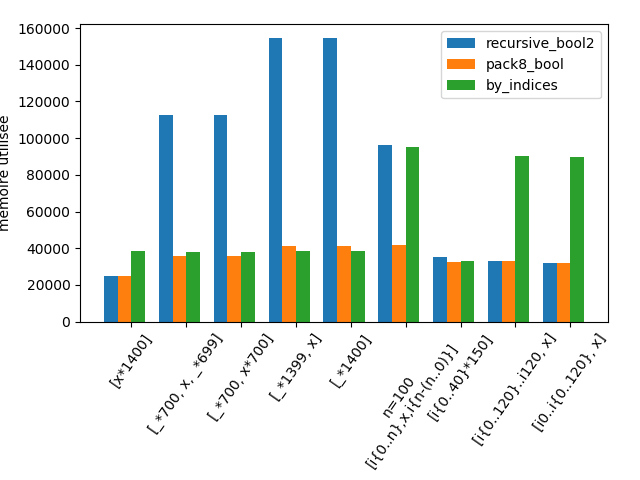 160000
140000
120000
100000
80000
60000
40000
20000
0
mémoire utilisée
recursive_bool2
pack8_bool
by_indices
[x*1400]
[_*700, x, _*699]
[_*700, x*700]
[_*1399, x]
[_*1400]
n=100
[i{0..n},x,i{n-(n..0)}]
[i{0..40}*150]
[i{0..120}..i120, x]
[i0..i{0..120}, x]